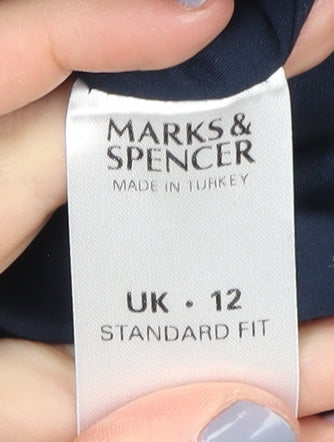 MARKS &
SPENCER
MADE IN TURKEY
UK • 12
STANDARD FIT